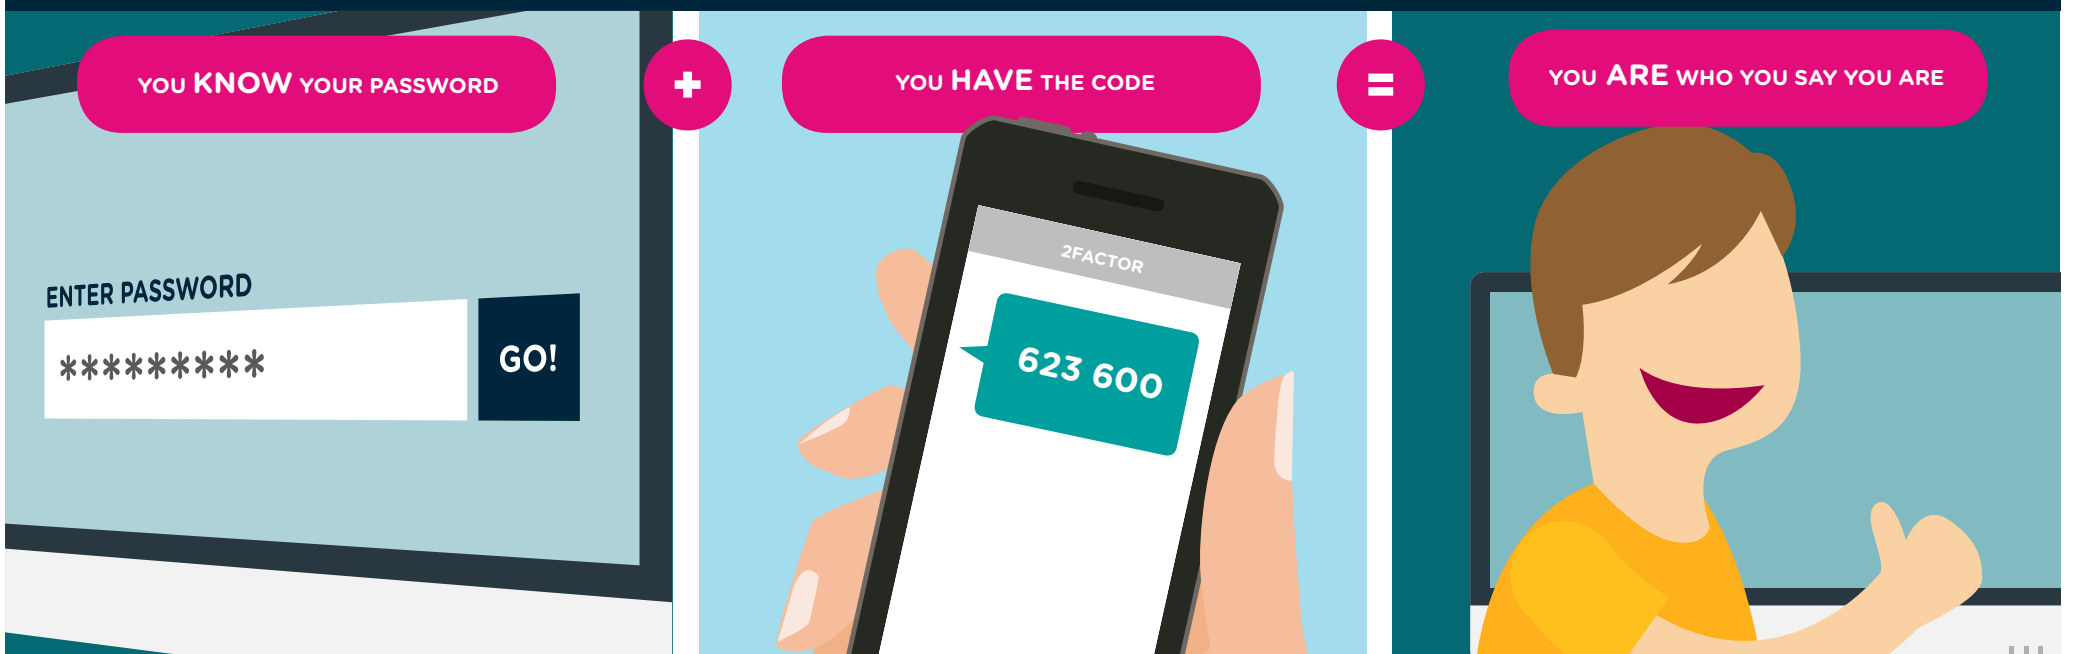 YOU KNOW YOUR PASSWORD
+
YOU HAVE THE CODE
=
YOU ARE WHO YOU SAY YOU ARE
ENTER PASSWORD
*********
GO!
2FACTOR
623 600